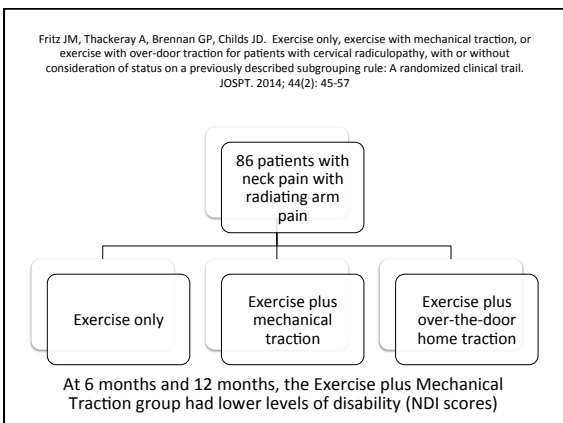 Fritz JM, Thackeray A, Brennan GP, Childs JD.  Exercise only, exercise with mechanical traction, or
exercise with over-door traction for patients with cervical radiculopathy, with or without
consideration of status on a previously described subgrouping rule: A randomized clinical trail.
JOSPT. 2014; 44(2): 45-57
86 patients with
neck pain with
radiating arm
pain
Exercise only
Exercise plus
mechanical
traction
Exercise plus
over-the-door
home traction
At 6 months and 12 months, the Exercise plus Mechanical
Traction group had lower levels of disability (NDI scores)